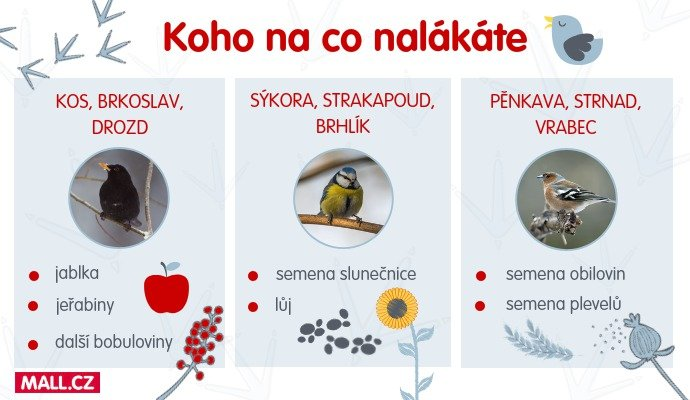 Koho na co nalákáte
KOS, BRKOSLAV,
DROZD
jablka
jeřabiny
další bobuloviny
SÝKORA, STRAKAPOUD,
BRHLÍK
semena slunečnice
lůj
PĚNKAVA, STRNAD,
VRABEC
semena obilovin
semena plevelů
MALL.CZ